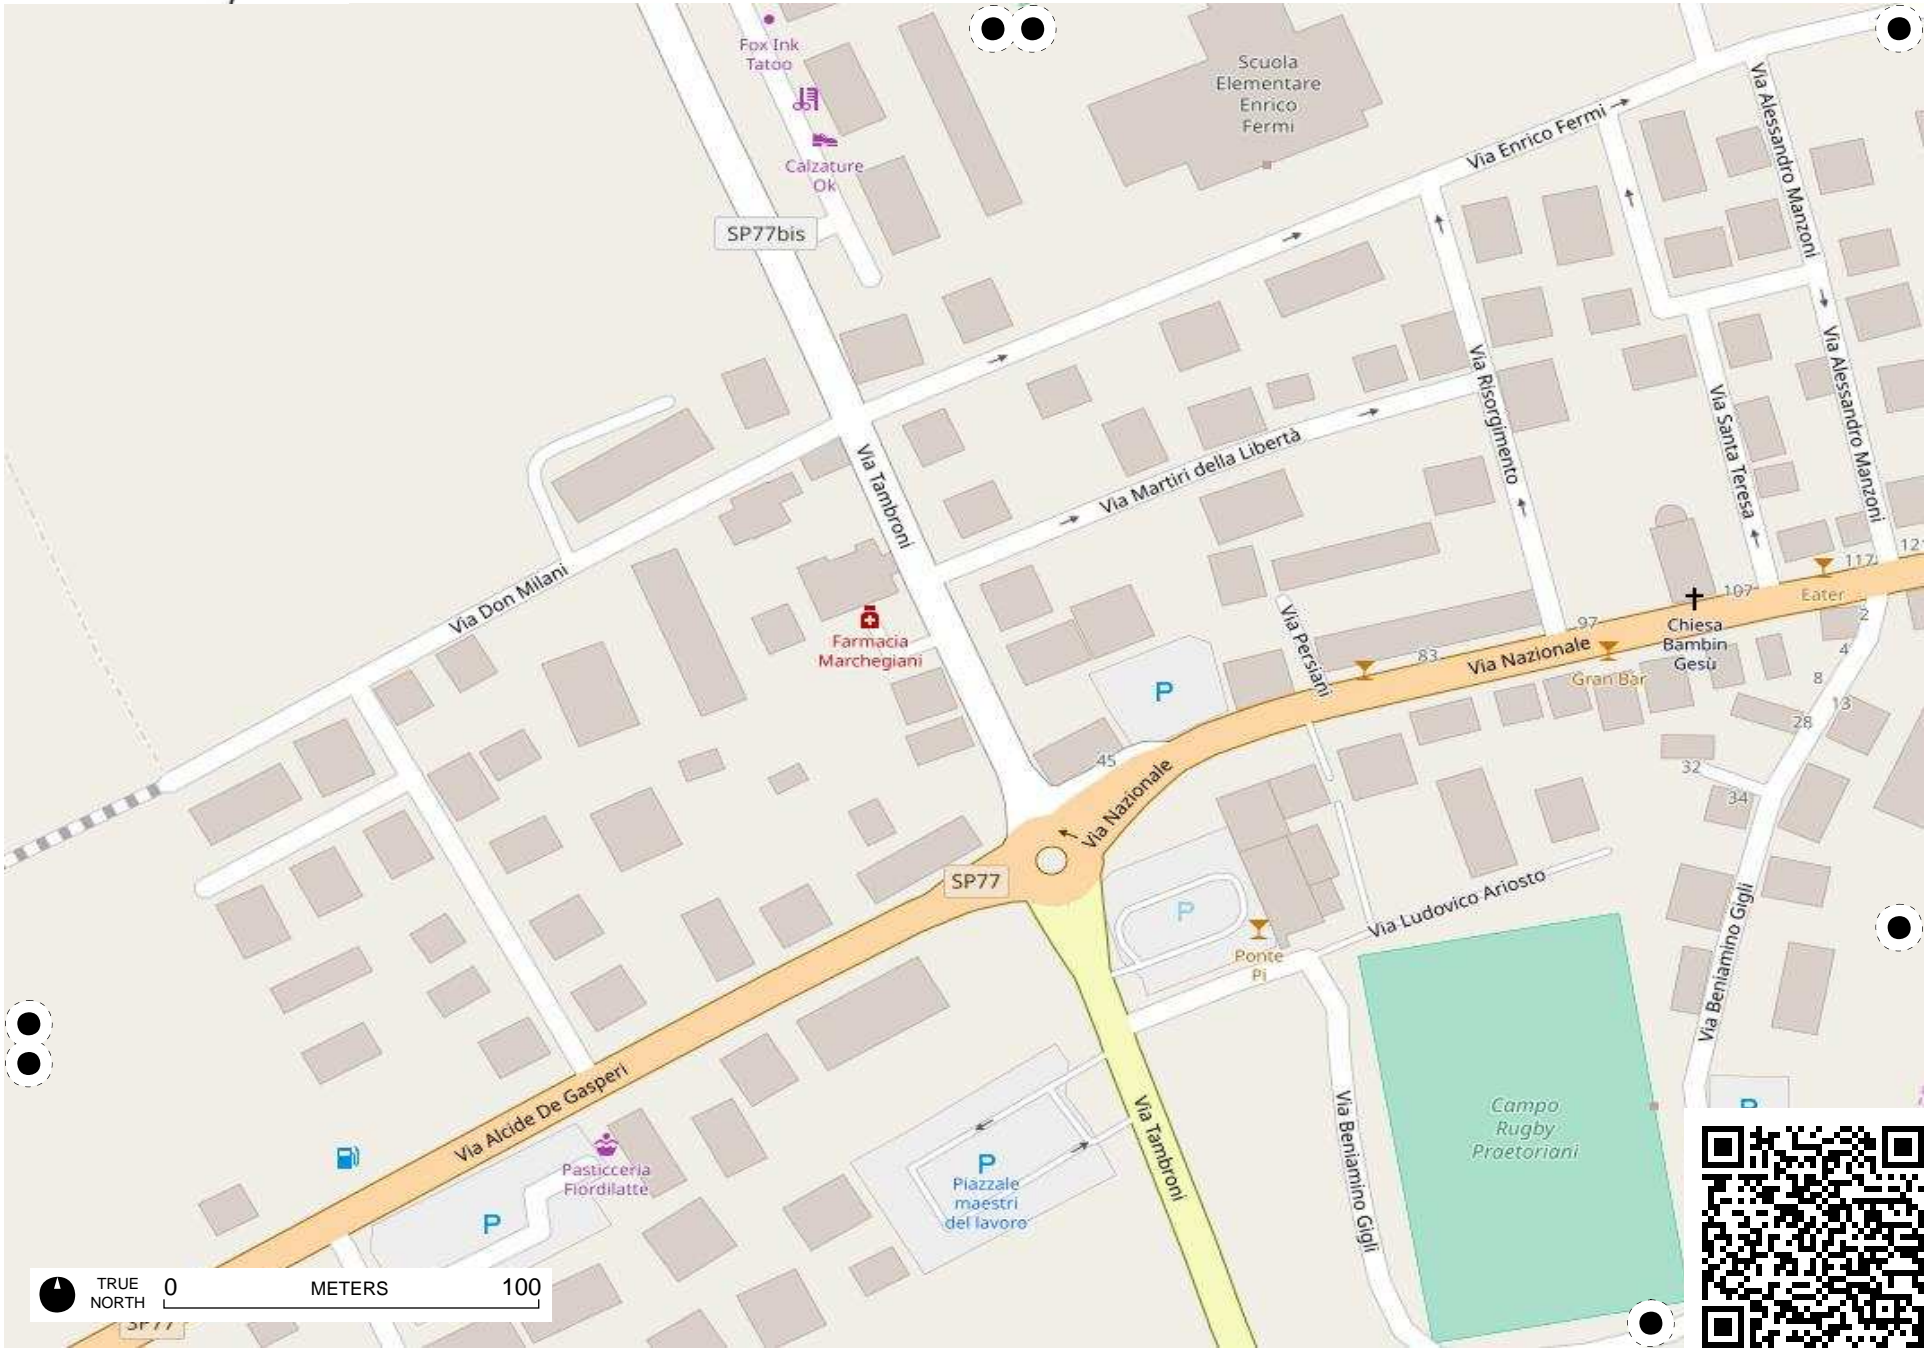 Fox Ink
Tatoo
Calzature
Ok
Scuola
Elementare
Enrico
Fermi
Via Enrico Fermi
Via Alessandro Manzoni
SP77bis
Via Tambroni
Via Martiri della Libertà
Via Risorgimento
Via Santa Teresa
Via Alessandro Manzoni
Via Don Milani
Farmacia
Marchegiani
P
Via Persiani
83
Via Nazionale
97
Gran Bar
Chiesa
Bambin
Gesù
107
Eater
117
2
4
8
13
28
32
34
45
Via Nazionale
SP77
P
Ponte
Pi
Via Ludovico Ariosto
Via Beniamino Gigli
Via Alcide De Gasperi
Pasticceria
Fiordilatte
P
P
Piazzale
maestri
del lavoro
Via Tambroni
Via Beniamino Gigli
Campo
Rugby
Praetoriani
P
TRUE
NORTH
0 METERS 100
SP77